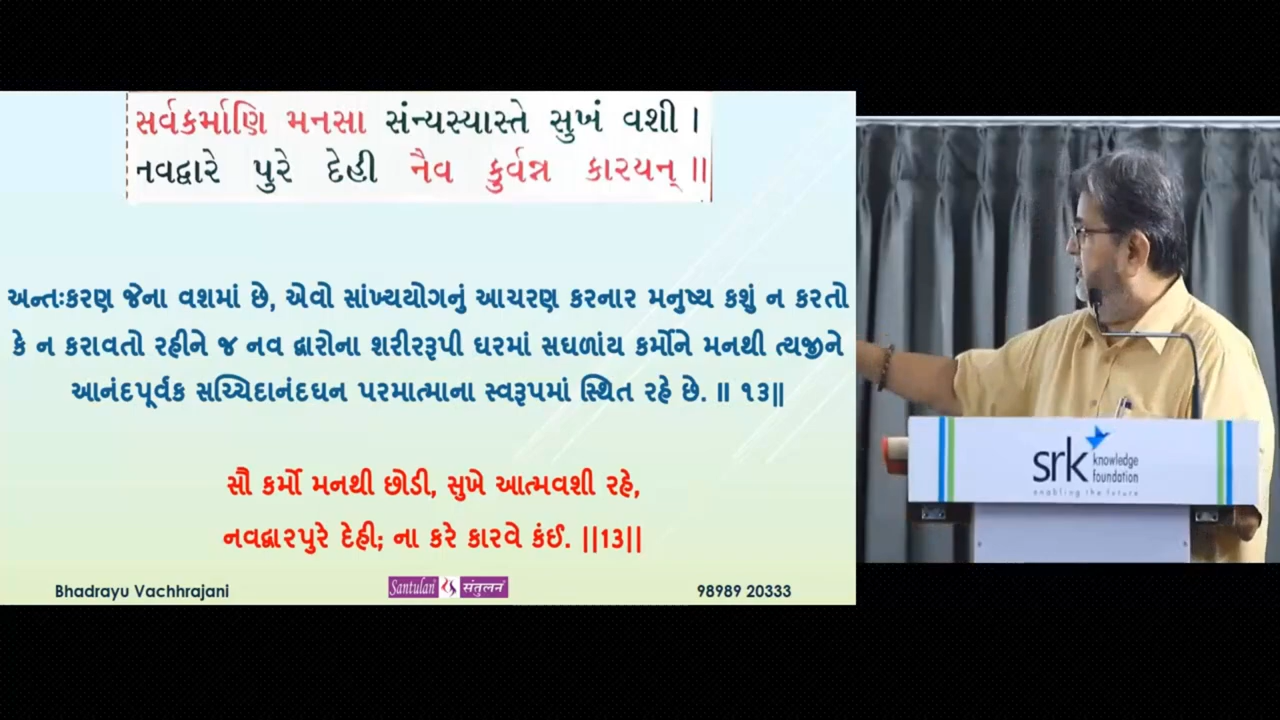 સર્વકર્માણિ મનસા સંન્યસ્યાસ્તે સુખં વશી ।
નવદ્વારે પુરે દેહી નૈવ કુર્વન્ન કારયન્ ॥
અન્તઃકરણ જેના વશમાં છે, એવો સાંખ્યયોગનું આચરણ કરનાર મનુષ્ય કશું ન કરતો
કે ન કરાવતો રહીને જ નવ દ્વારોના શરીરરૂપી ઘરમાં સઘળાંય કર્મોને મનથી ત્યજીને
આનંદપૂર્વક સચ્ચિદાનંદઘન પરમાત્માના સ્વરૂપમાં સ્થિત રહે છે. ॥ ૧૩||
સૌ કર્મો મનથી છોડી, સુખે આત્મવશી રહે,
નવદ્વારપુરે દેહી; ના કરે કારવે કંઈ. ||૧૩||
Bhadrayu Vachhrajani
Santulan સંતુલન
98989 20333
srk knowledge
foundation
enabling the future